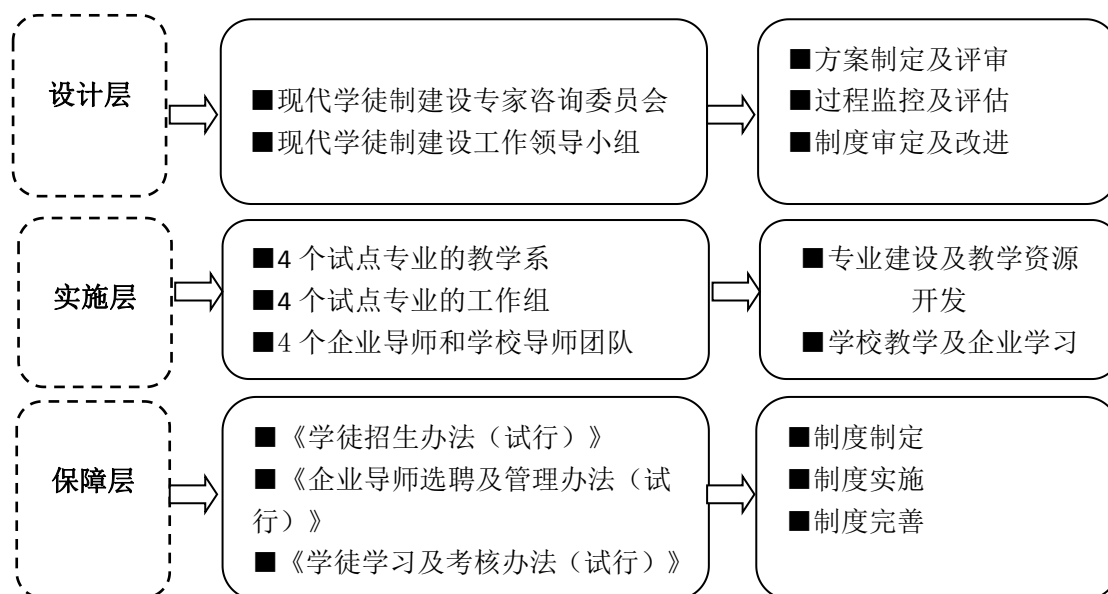 设计层
■现代学徒制建设专家咨询委员会
■现代学徒制建设工作领导小组
■方案制定及评审
■过程监控及评估
■制度审定及改进
实施层
■4 个试点专业的教学系
■4 个试点专业的工作组
■4 个企业导师和学校导师团队
■专业建设及教学资源
开发
■学校教学及企业学习
保障层
■《学徒招生办法（试行）》
■《企业导师选聘及管理办法（试
行）》
■《学徒学习及考核办法（试行）》
■制度制定
■制度实施
■制度完善